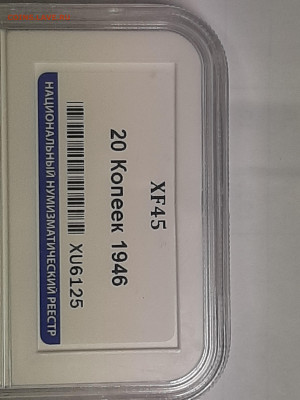 XF45
20 Копеек 1946
XU6125
НАЦИОНАЛЬНЫЙ НУМИЗМАТИЧЕСКИЙ РЕЕСТР